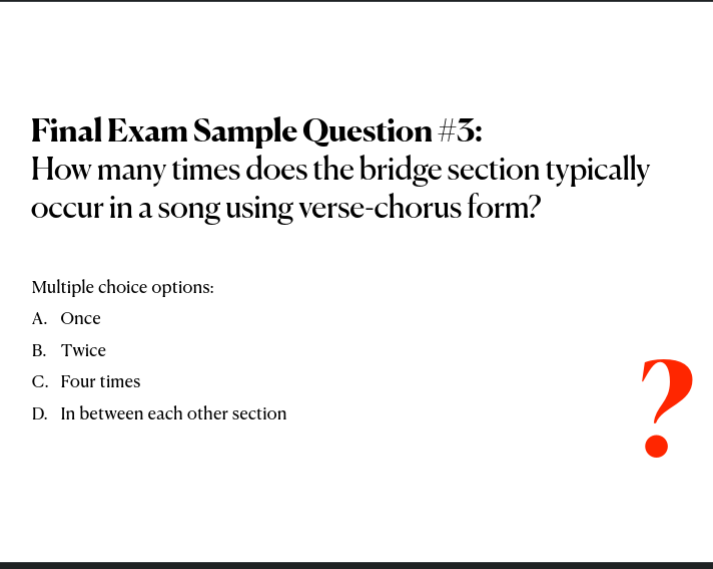 Final Exam Sample Question #3:
How many times does the bridge section typically
occur in a song using verse-chorus form?
Multiple choice options:
A. Once
B. Twice
C. Four times
D. In between each other section
?